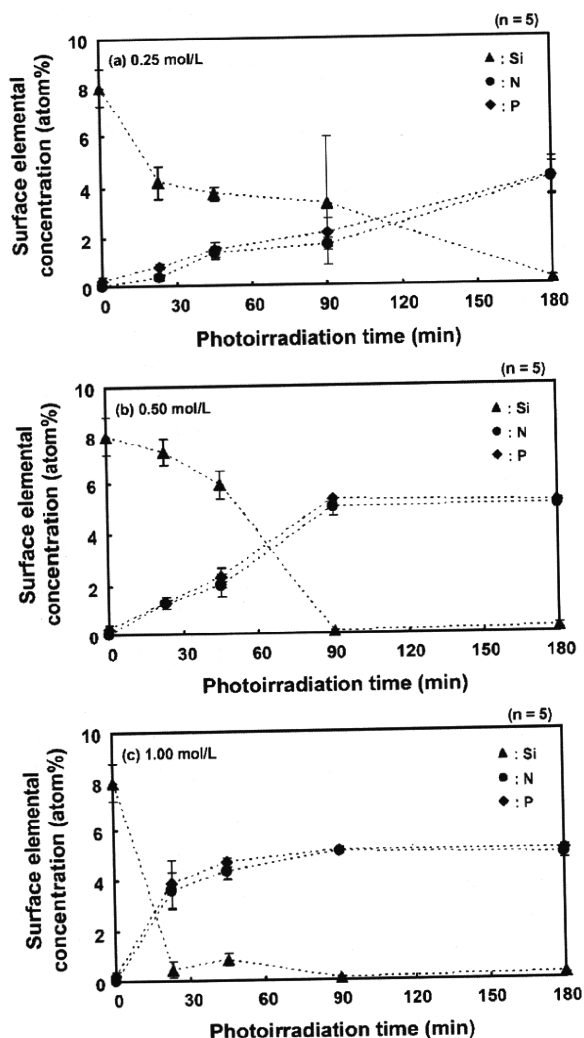 (n = 5)
(a) 0.25 mol/L
▲ : Si
● : N
◆ : P
10
8
6
4
2
0
0 30 60 90 120 150 180
Surface elemental
concentration (atom%)
Photoirradiation time (min)
(n = 5)
(b) 0.50 mol/L
▲ : Si
● : N
◆ : P
10
8
6
4
2
0
0 30 60 90 120 150 180
Surface elemental
concentration (atom%)
Photoirradiation time (min)
(n = 5)
(c) 1.00 mol/L
▲ : Si
● : N
◆ : P
10
8
6
4
2
0
0 30 60 90 120 150 180
Surface elemental
concentration (atom%)
Photoirradiation time (min)